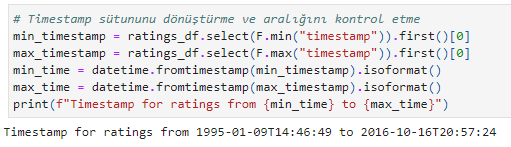 # Timestamp sütununu dönüştürme ve aralığını kontrol etme
min_timestamp = ratings_df.select(F.min("timestamp")).first()[0]
max_timestamp = ratings_df.select(F.max("timestamp")).first()[0]
min_time = datetime.fromtimestamp(min_timestamp).isoformat()
max_time = datetime.fromtimestamp(max_timestamp).isoformat()
print(f"Timestamp for ratings from {min_time} to {max_time}")
Timestamp for ratings from 1995-01-09T14:46:49 to 2016-10-16T20:57:24